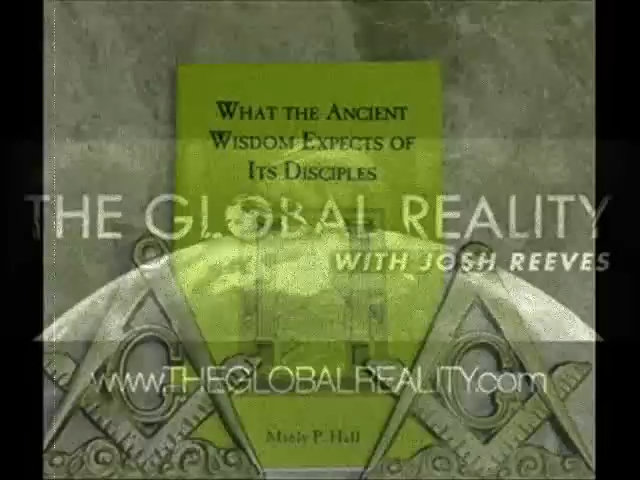 WHAT THE ANCIENT
WISDOM EXPECTS OF
ITS DISCIPLES
THE GLOBAL REALITY
WITH JOSH REEVES
www.THEGLOBALREALITY.com
G G
Manly P. Hall